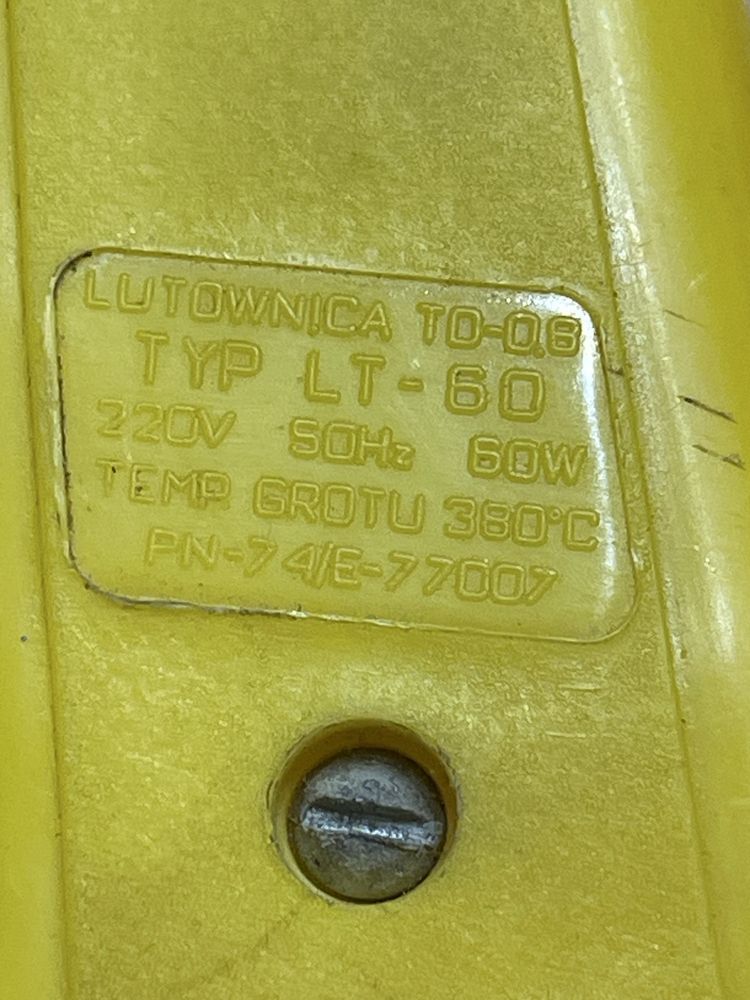 LUTOWNICA TO-0,8
TYP LT-60
220V 50Hz 60W
TEMP. GROTU 380°C
PN-74/E-77007